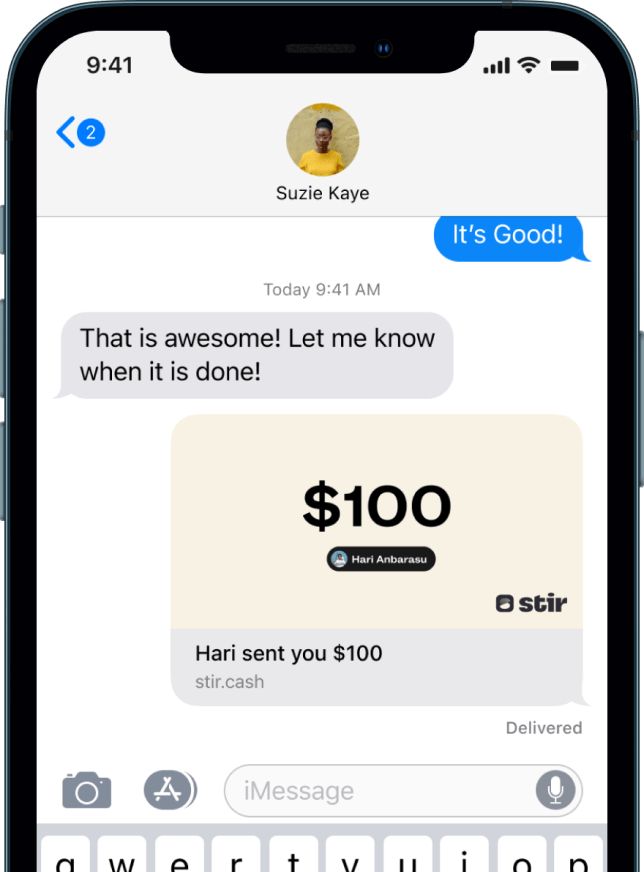 9:41
2
Suzie Kaye
It's Good!
Today 9:41 AM
That is awesome! Let me know
when it is done!
$100
Hari Anbarasu
stir
Hari sent you $100
stir.cash
Delivered
iMessage
q w e r t y u i o p